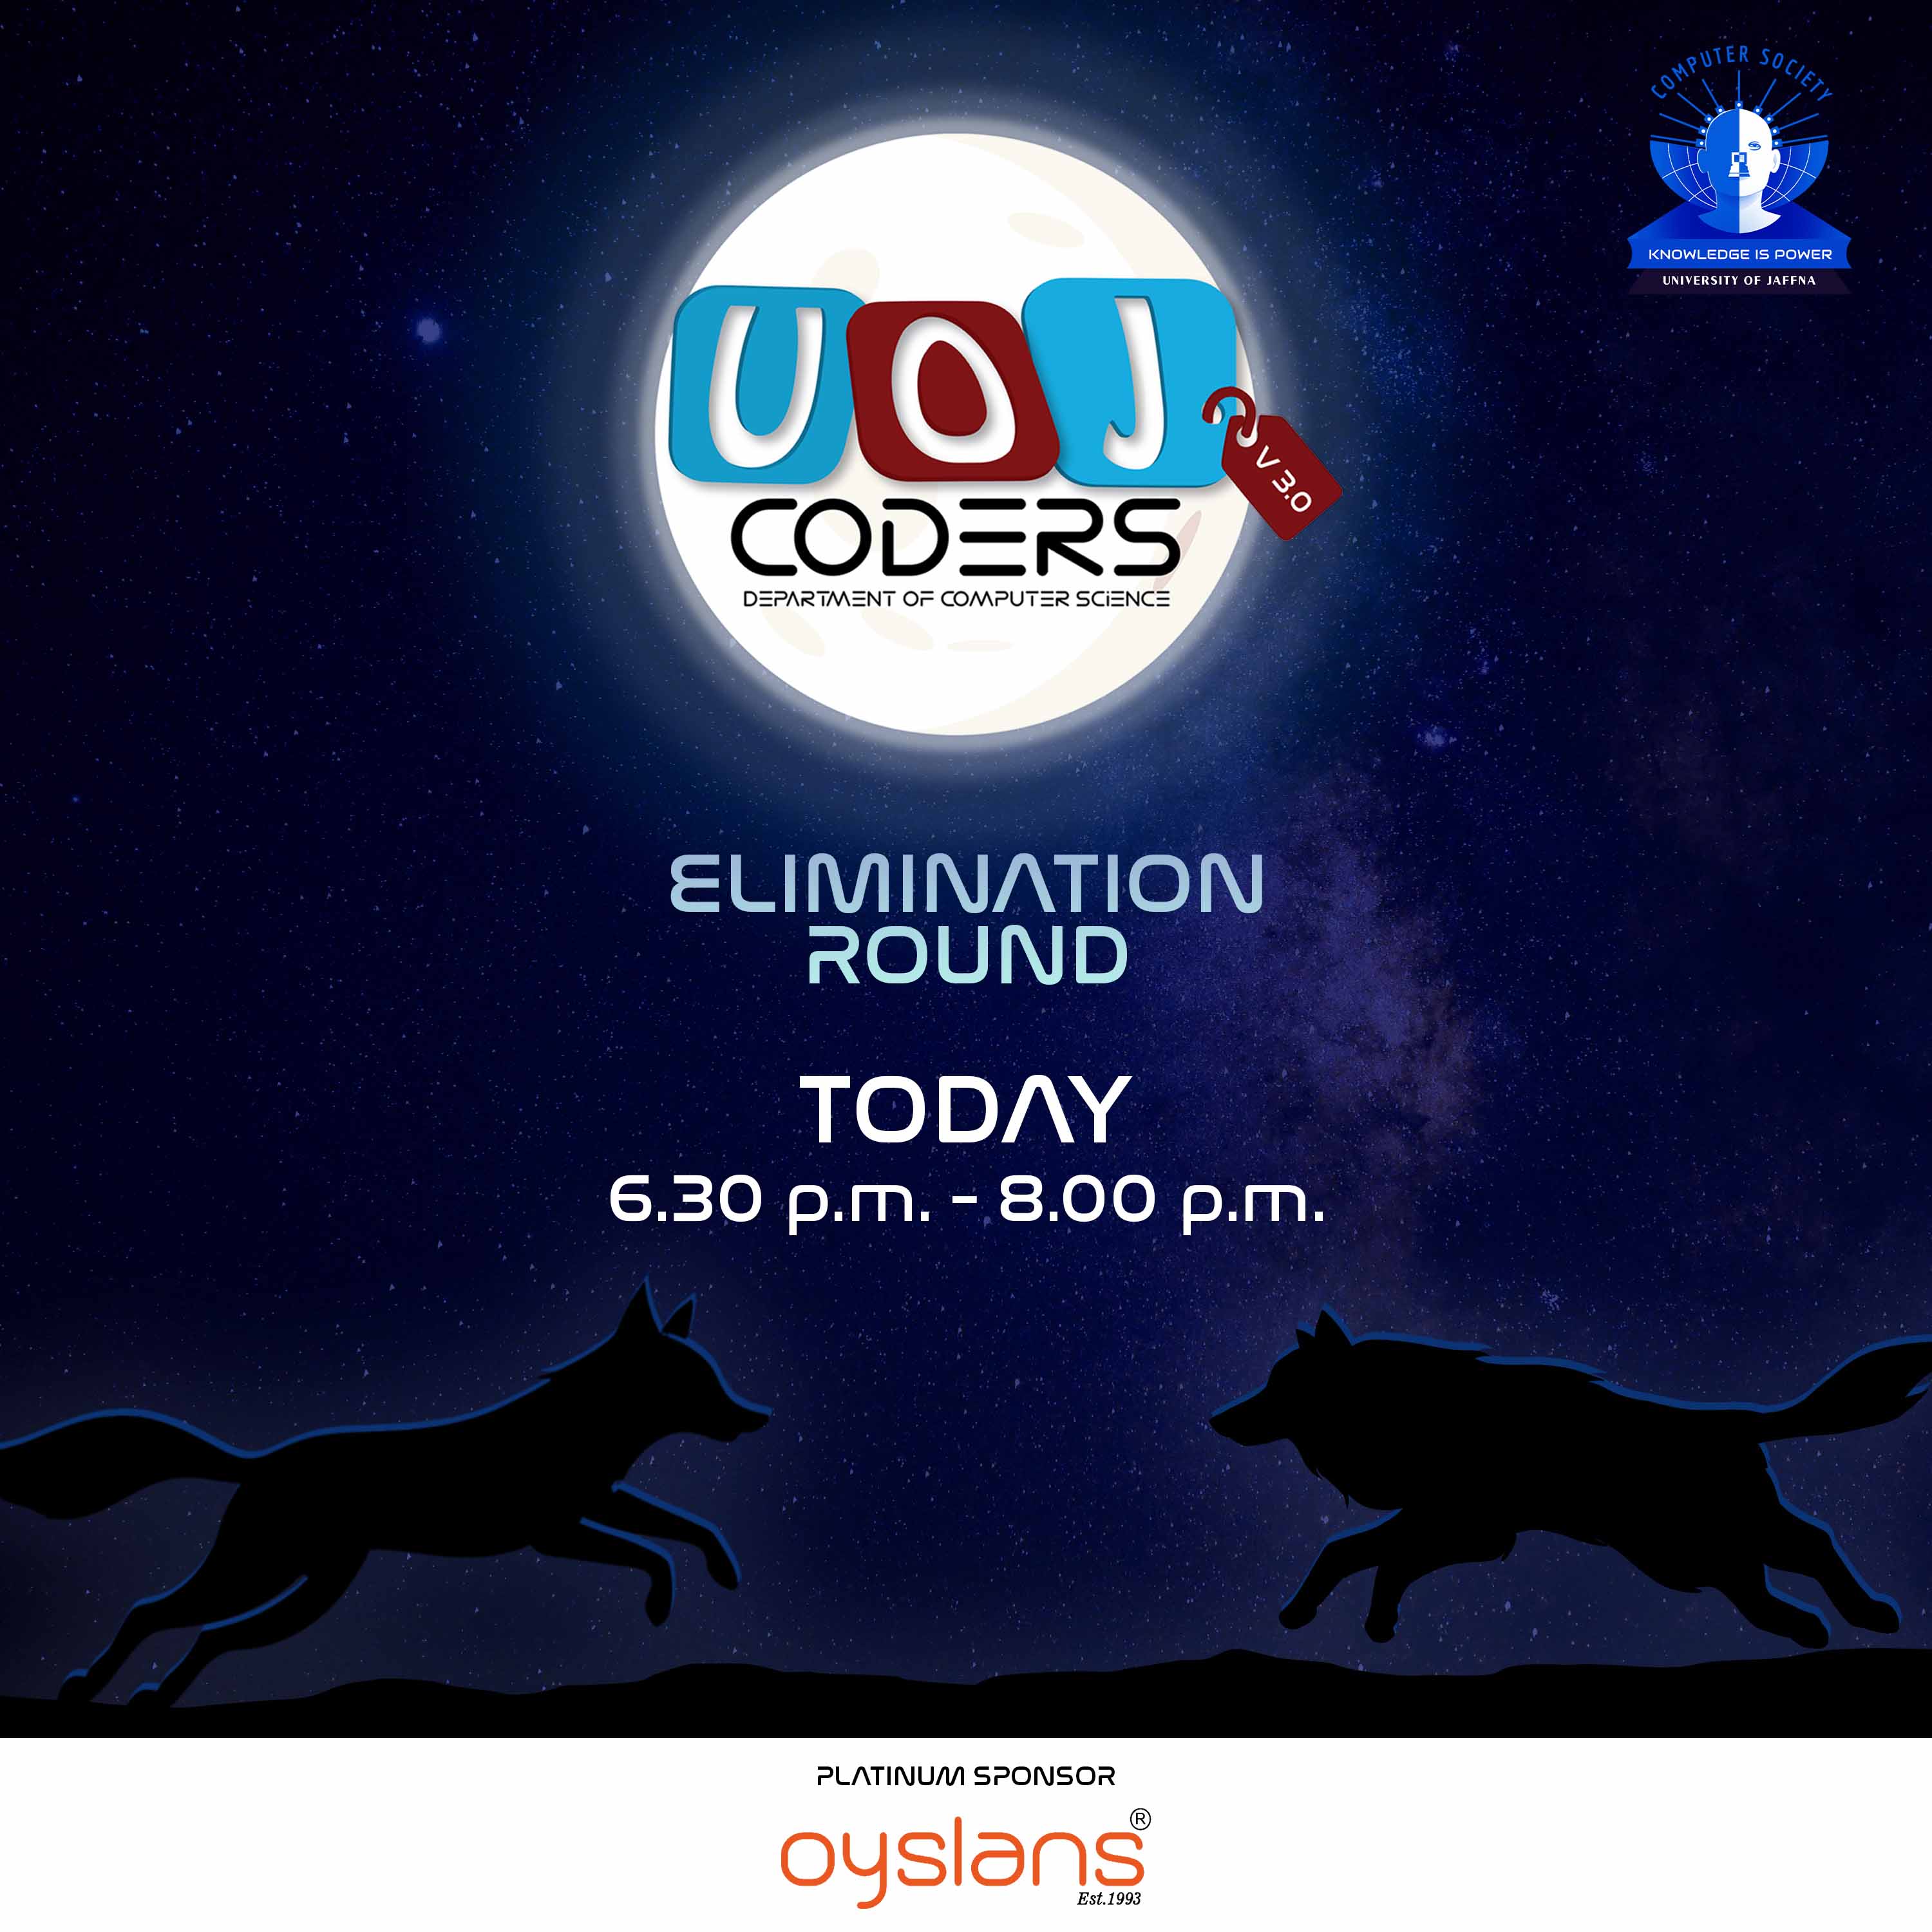 COMPUTER SOCIETY
KNOWLEDGE IS POWER
UNIVERSITY OF JAFFNA
UOJ
V 3.0
CODERS
DEPARTMENT OF COMPUTER SCiENCE
ELIMINATION
ROUND
TODAY
6.30 p.m. - 8.00 p.m.
PLATINUM SPONSOR
oyslans®
Est.1993